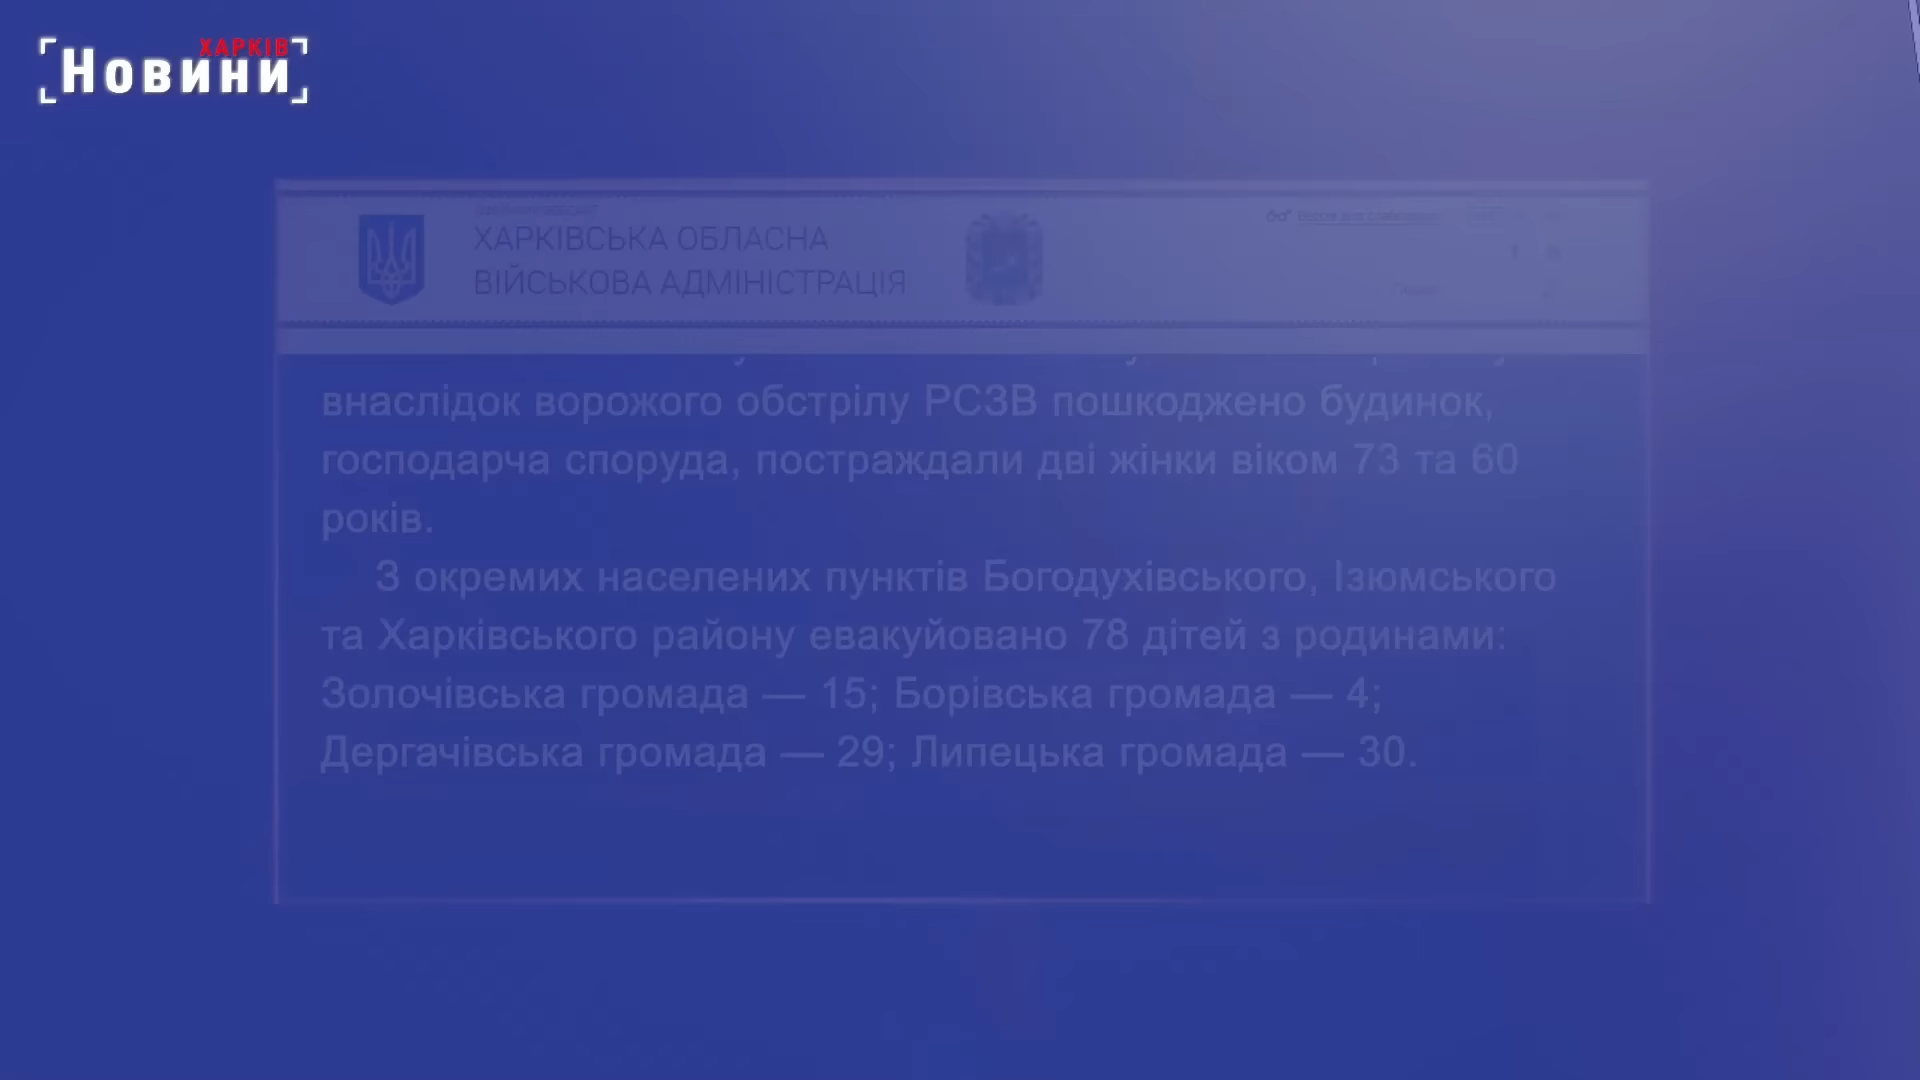 ХАРКІВ
Новини
ХАРКІВСЬКА ОБЛАСНА
ВІЙСЬКОВА АДМІНІСТРАЦІЯ
внаслідок ворожого обстрілу РСЗВ пошкоджено будинок,
господарча споруда, постраждали дві жінки віком 73 та 60
років.
З окремих населених пунктів Богодухівського, Ізюмського
та Харківського району евакуйовано 78 дітей з родинами:
Золочівська громада — 15; Борівська громада — 4;
Дергачівська громада — 29; Липецька громада — 30.